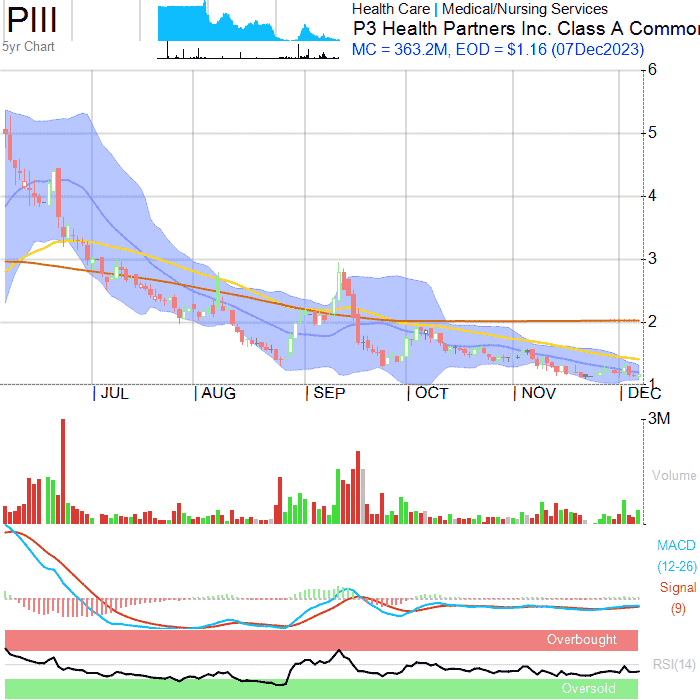 PIII
5yr Chart
Health Care | Medical/Nursing Services
P3 Health Partners Inc. Class A Commo
MC = 363.2M, EOD = $1.16 (07Dec2023)
6
5
4
3
2
1
JUL AUG SEP OCT NOV DEC
3M
Volume
MACD
(12-26)
Signal
(9)
Overbought
RSI(14)
Oversold